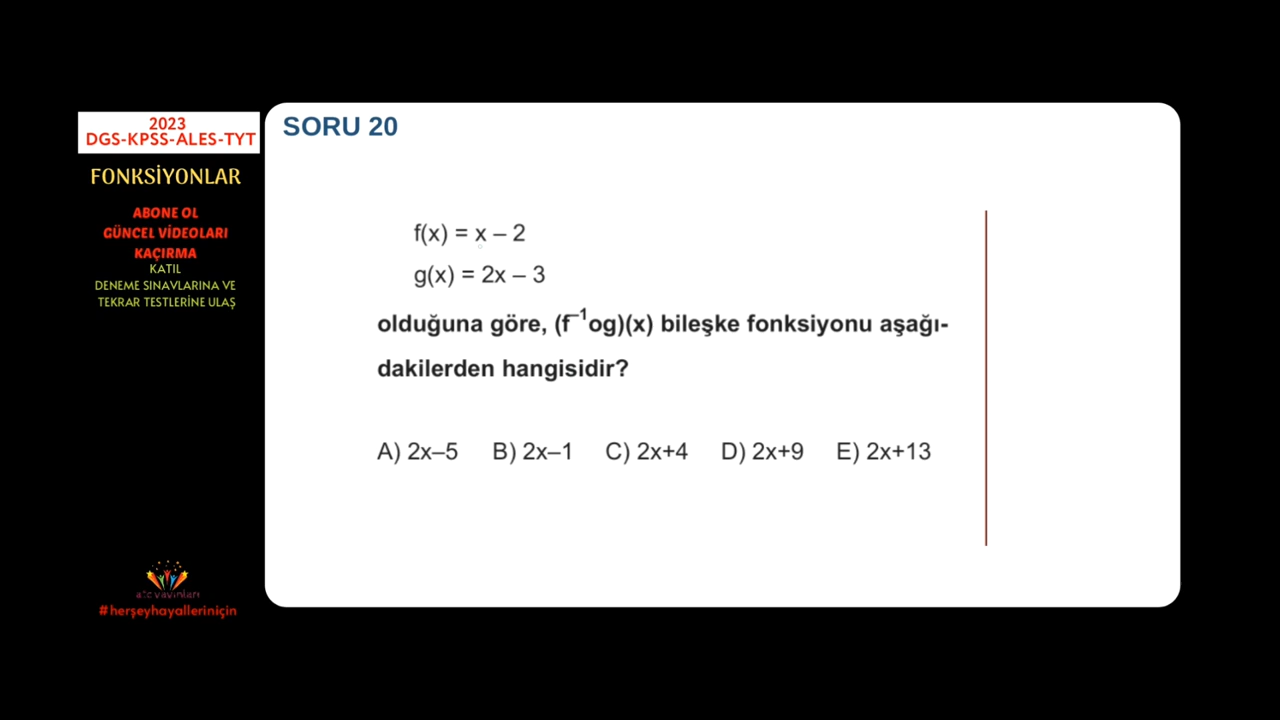 2023
DGS-KPSS-ALES-TYT
FONKSİYONLAR
ABONE OL
GÜNCEL VİDEOLARI
KAÇIRMA
KATIL
DENEME SINAVLARINA VE
TEKRAR TESTLERİNE ULAŞ
#herşeyhayalleriniçin
SORU 20
f(x) = x – 2
g(x) = 2x – 3
olduğuna göre, (f⁻¹og)(x) bileşke fonksiyonu aşağı-
dakilerden hangisidir?
A) 2x–5 B) 2x–1 C) 2x+4 D) 2x+9 E) 2x+13